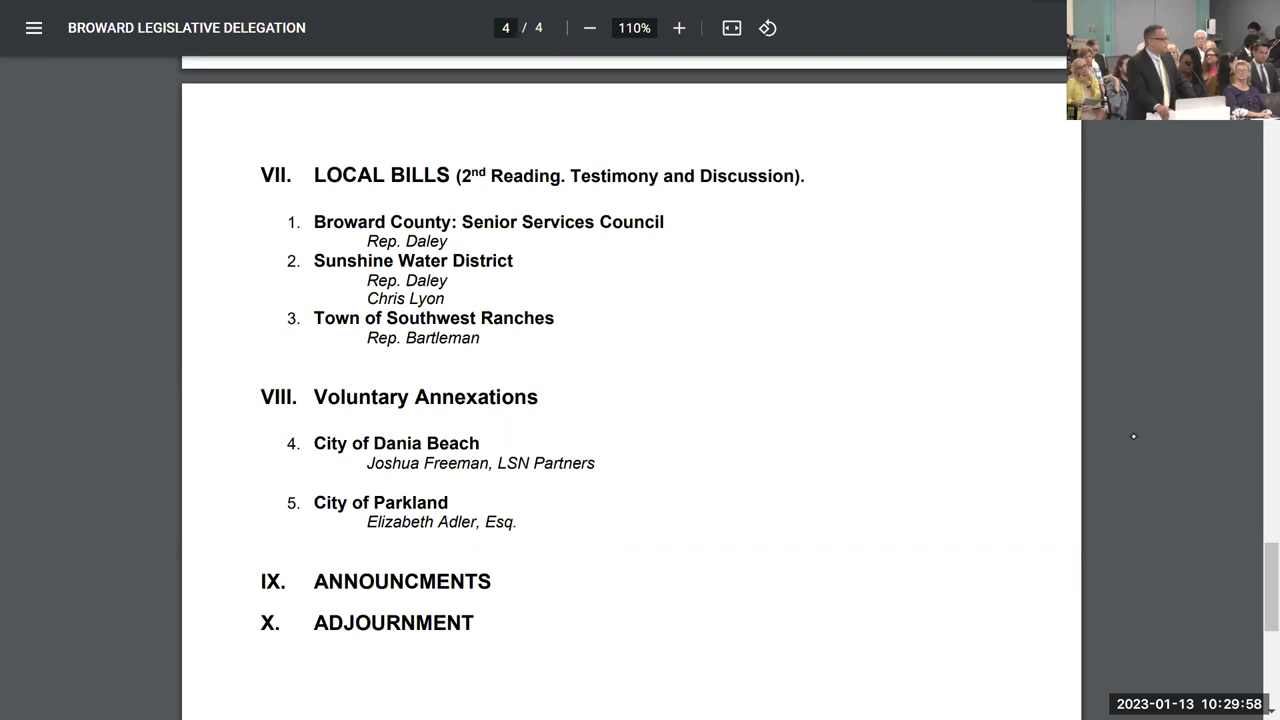 BROWARD LEGISLATIVE DELEGATION
4 / 4
110%
VII. LOCAL BILLS (2nd Reading. Testimony and Discussion).
1. Broward County: Senior Services Council
Rep. Daley
2. Sunshine Water District
Rep. Daley
Chris Lyon
3. Town of Southwest Ranches
Rep. Bartleman
VIII. Voluntary Annexations
4. City of Dania Beach
Joshua Freeman, LSN Partners
5. City of Parkland
Elizabeth Adler, Esq.
IX. ANNOUNCMENTS
X. ADJOURNMENT
2023-01-13 10:29:58